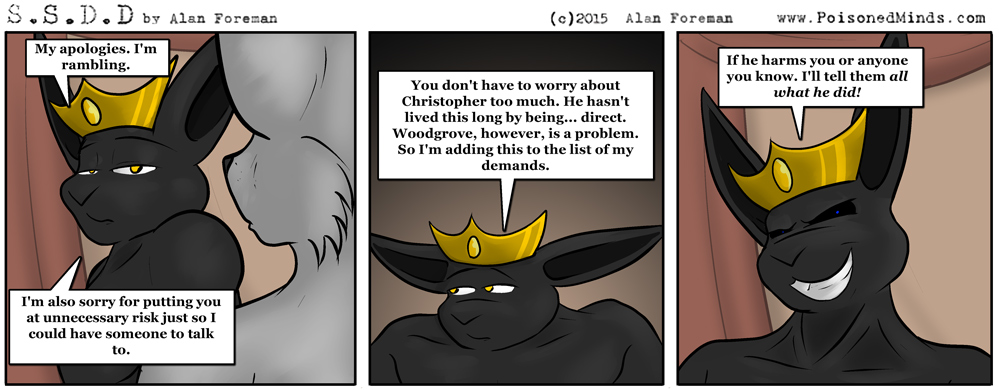 S.S.D.D by Alan Foreman (c)2015 Alan Foreman www.PoisonedMinds.com
My apologies. I'm
rambling.
I'm also sorry for putting you
at unnecessary risk just so I
could have someone to talk
to.
You don't have to worry about
Christopher too much. He hasn't
lived this long by being... direct.
Woodgrove, however, is a problem.
So I'm adding this to the list of my
demands.
If he harms you or anyone
you know. I'll tell them all
what he did!